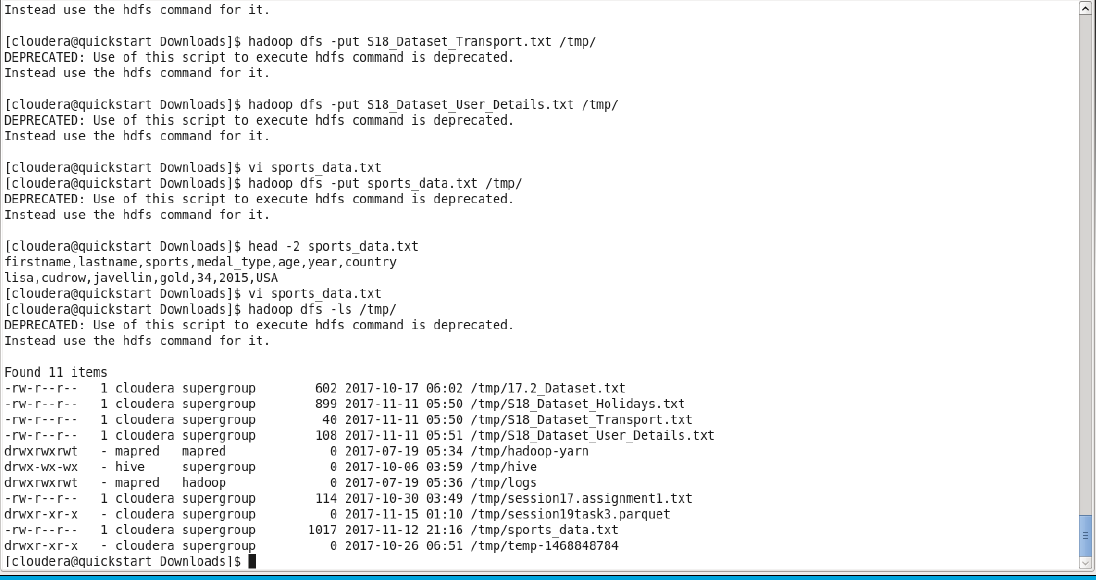 Instead use the hdfs command for it.
[cloudera@quickstart Downloads]$ hadoop dfs -put S18_Dataset_Transport.txt /tmp/
DEPRECATED: Use of this script to execute hdfs command is deprecated.
Instead use the hdfs command for it.
[cloudera@quickstart Downloads]$ hadoop dfs -put S18_Dataset_User_Details.txt /tmp/
DEPRECATED: Use of this script to execute hdfs command is deprecated.
Instead use the hdfs command for it.
[cloudera@quickstart Downloads]$ vi sports_data.txt
[cloudera@quickstart Downloads]$ hadoop dfs -put sports_data.txt /tmp/
DEPRECATED: Use of this script to execute hdfs command is deprecated.
Instead use the hdfs command for it.
[cloudera@quickstart Downloads]$ head -2 sports_data.txt
firstname,lastname,sports,medal_type,age,year,country
lisa,cudrow,javellin,gold,34,2015,USA
[cloudera@quickstart Downloads]$ vi sports_data.txt
[cloudera@quickstart Downloads]$ hadoop dfs -ls /tmp/
DEPRECATED: Use of this script to execute hdfs command is deprecated.
Instead use the hdfs command for it.
Found 11 items
-rw-r--r--   1 cloudera supergroup        602 2017-10-17 06:02 /tmp/17.2_Dataset.txt
-rw-r--r--   1 cloudera supergroup        899 2017-11-11 05:50 /tmp/S18_Dataset_Holidays.txt
-rw-r--r--   1 cloudera supergroup         40 2017-11-11 05:50 /tmp/S18_Dataset_Transport.txt
-rw-r--r--   1 cloudera supergroup        108 2017-11-11 05:51 /tmp/S18_Dataset_User_Details.txt
drwxrwxrwt   - mapred   mapred              0 2017-07-19 05:34 /tmp/hadoop-yarn
drwx-wx-wx   - hive     supergroup          0 2017-10-06 03:59 /tmp/hive
drwxrwxrwt   - mapred   hadoop              0 2017-07-19 05:36 /tmp/logs
-rw-r--r--   1 cloudera supergroup        114 2017-10-30 03:49 /tmp/session17.assignment1.txt
drwxr-xr-x   - cloudera supergroup          0 2017-11-15 01:10 /tmp/session19task3.parquet
-rw-r--r--   1 cloudera supergroup       1017 2017-11-12 21:16 /tmp/sports_data.txt
drwxr-xr-x   - cloudera supergroup          0 2017-10-26 06:51 /tmp/temp-1468848784
[cloudera@quickstart Downloads]$